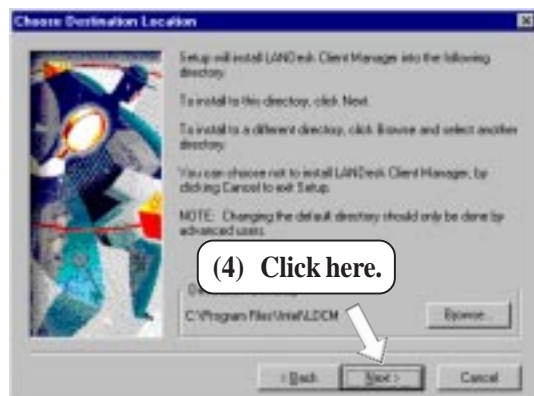 Choose Destination Location
Setup will install LANDesk Client Manager into the following
directory.
To install to this directory, click Next.
To install to a different directory, click Browse and select another
directory.
You can choose not to install LANDesk Client Manager, by
clicking Cancel to exit Setup.
NOTE: Changing the default directory should only be done by
advanced users.
(4) Click here.
C:\Program Files\Intel\LDCM
Browse...
< Back
Next >
Cancel